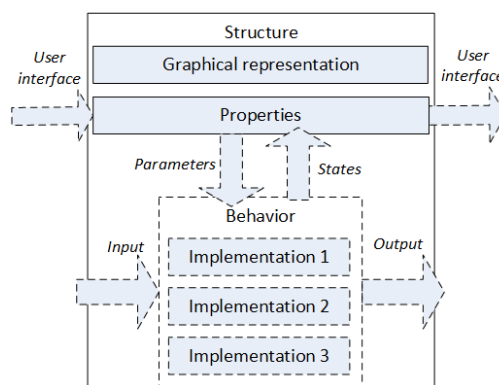 Structure
User
interface
Graphical representation
User
interface
Properties
Parameters
States
Behavior
Input
Output
Implementation 1
Implementation 2
Implementation 3